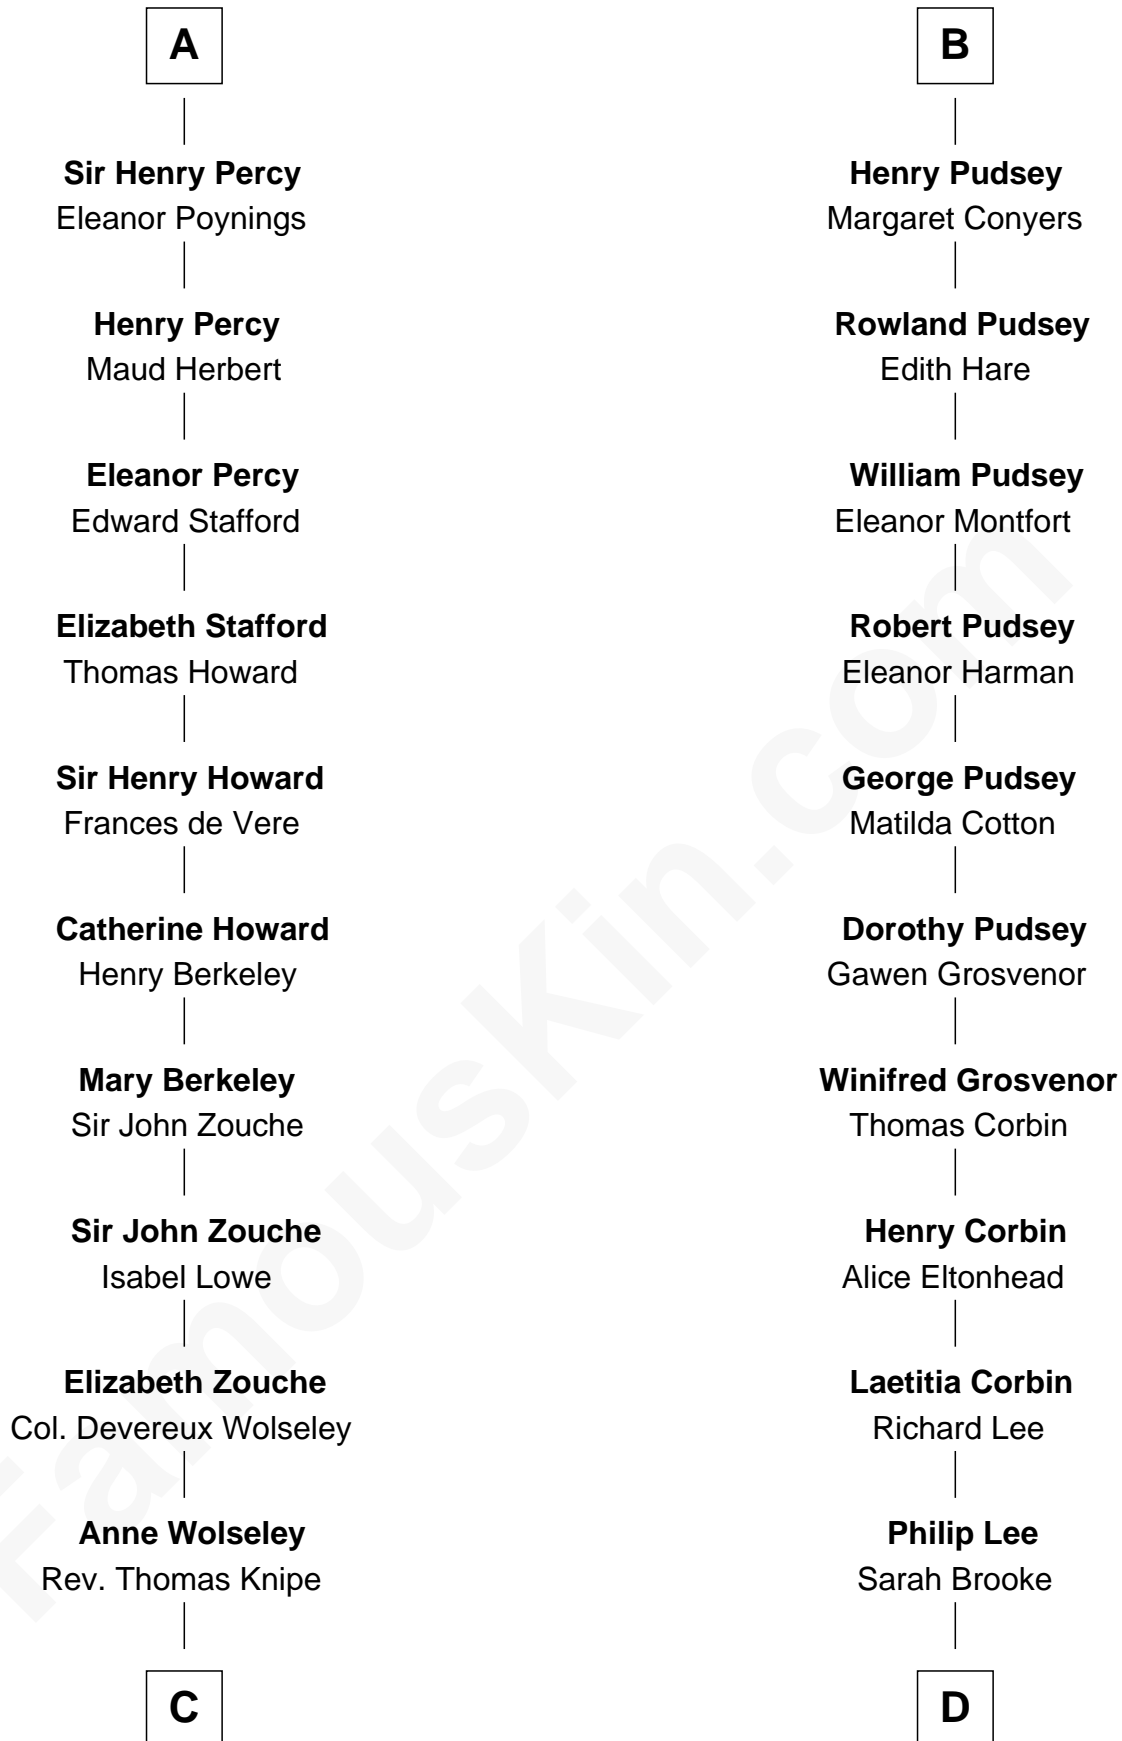 A
Sir Henry Percy
Eleanor Poynings
Henry Percy
Maud Herbert
Eleanor Percy
Edward Stafford
Elizabeth Stafford
Thomas Howard
Sir Henry Howard
Frances de Vere
Catherine Howard
Henry Berkeley
Mary Berkeley
Sir John Zouche
Sir John Zouche
Isabel Lowe
Elizabeth Zouche
Col. Devereux Wolseley
Anne Wolseley
Rev. Thomas Knipe
C
B
Henry Pudsey
Margaret Conyers
Rowland Pudsey
Edith Hare
William Pudsey
Eleanor Montfort
Robert Pudsey
Eleanor Harman
George Pudsey
Matilda Cotton
Dorothy Pudsey
Gawen Grosvenor
Winifred Grosvenor
Thomas Corbin
Henry Corbin
Alice Eltonhead
Laetitia Corbin
Richard Lee
Philip Lee
Sarah Brooke
D
FamousKin.com